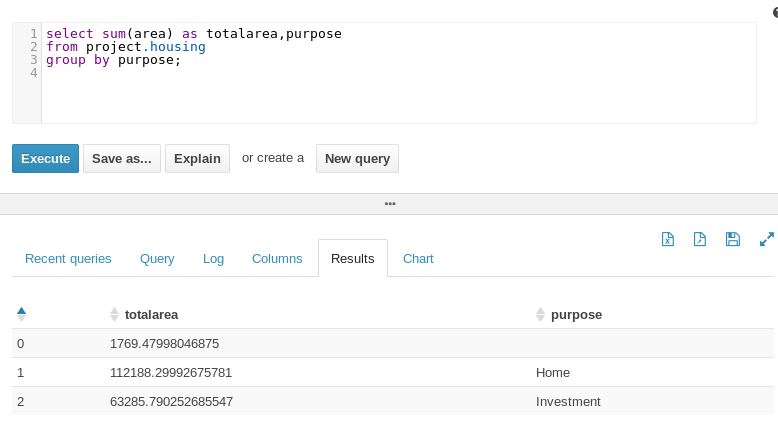 1 select sum(area) as totalarea,purpose
2 from project.housing
3 group by purpose;
4
Execute Save as... Explain or create a New query
Recent queries Query Log Columns Results Chart
totalarea purpose
0 1769.47998046875
1 112188.29992675781 Home
2 63285.790252685547 Investment